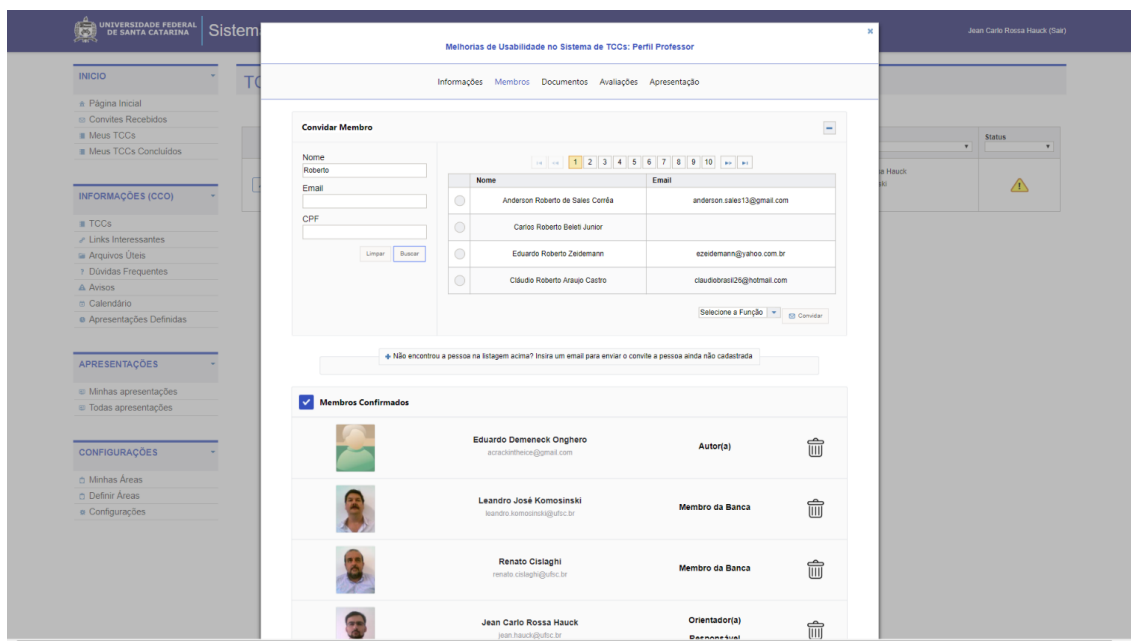 UNIVERSIDADE FEDERAL
DE SANTA CATARINA
Sistem
Jean Carlo Rossa Hauck (Sair)
Melhorias de Usabilidade no Sistema de TCCs: Perfil Professor
Informações Membros Documentos Avaliações Apresentação
INICIO
Página Inicial
Convites Recebidos
Meus TCCs
Meus TCCs Concluídos
INFORMAÇÕES (CCO)
TCCs
Links Interessantes
Arquivos Úteis
Dúvidas Frequentes
Avisos
Calendário
Apresentações Definidas
APRESENTAÇÕES
Minhas apresentações
Todas apresentações
CONFIGURAÇÕES
Minhas Áreas
Definir Áreas
Configurações
TC
Convidar Membro
Nome
Roberto
Email
CPF
Limpar Buscar
1 2 3 4 5 6 7 8 9 10
Nome Email
Anderson Roberto de Sales Corrêa anderson.sales13@gmail.com
Carlos Roberto Beleti Junior
Eduardo Roberto Zeidemann ezeidemann@yahoo.com.br
Cláudio Roberto Araujo Castro claudiobrasil26@hotmail.com
Selecione a Função Convidar
+ Não encontrou a pessoa na listagem acima? Insira um email para enviar o convite a pessoa ainda não cadastrada
Membros Confirmados
Eduardo Demeneck Onghero
acrackintheice@gmail.com
Autor(a)
Leandro José Komosinski
leandro.komosinski@ufsc.br
Membro da Banca
Renato Cislaghi
renato.cislaghi@ufsc.br
Membro da Banca
Jean Carlo Rossa Hauck
jean.hauck@ufsc.br
Orientador(a)
Responsável
Status
sa Hauck
ski